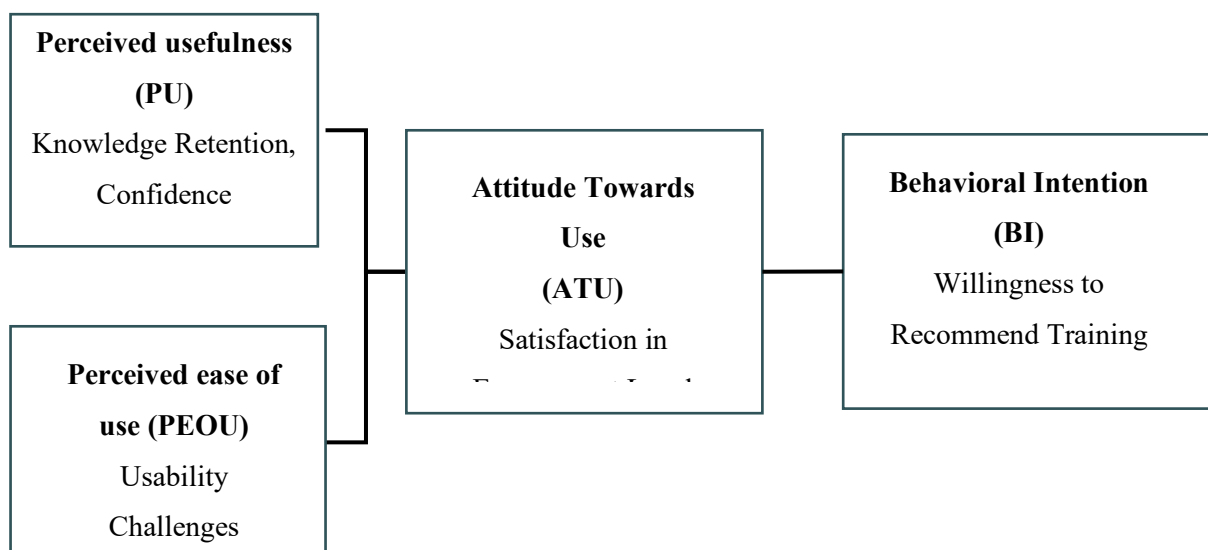 Perceived usefulness
(PU)
Knowledge Retention,
Confidence
Perceived ease of
use (PEOU)
Usability
Challenges
Attitude Towards
Use
(ATU)
Satisfaction in
Behavioral Intention
(BI)
Willingness to
Recommend Training